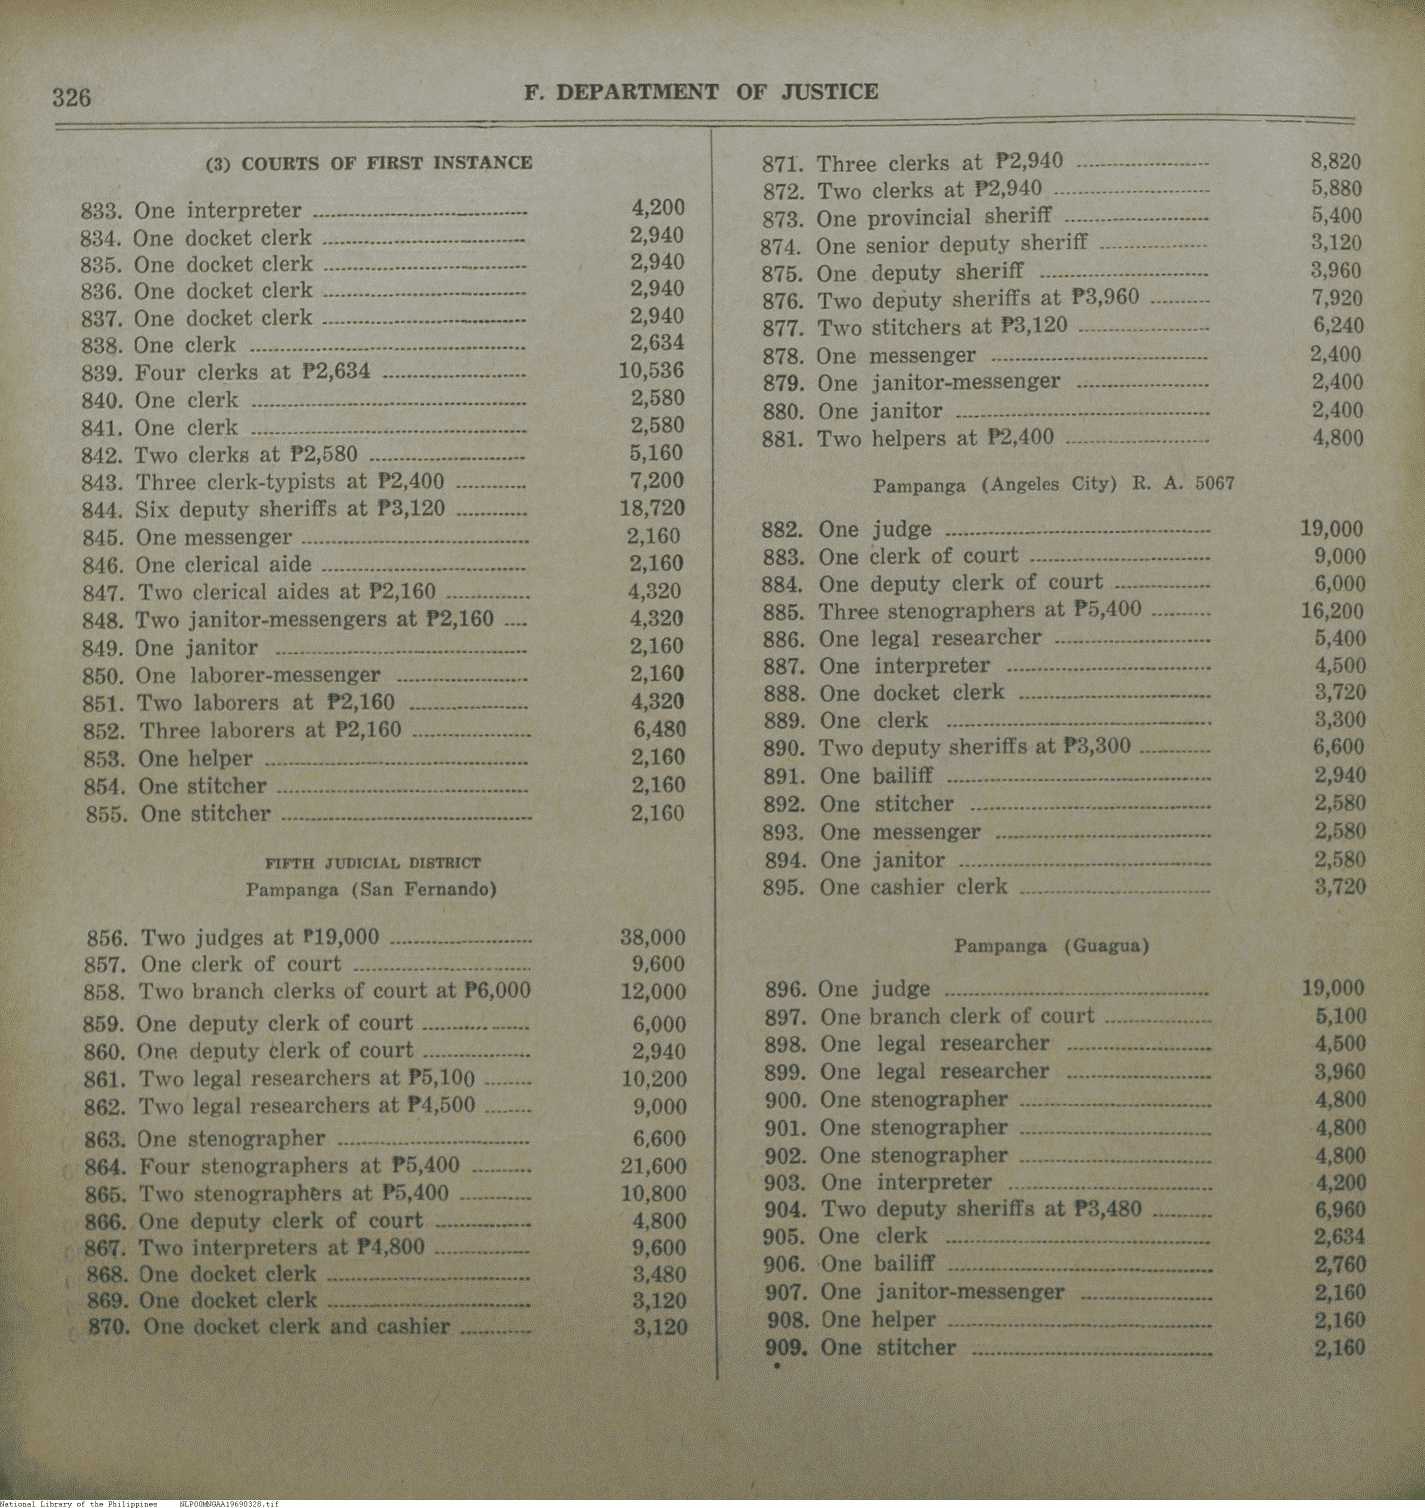 326
F. DEPARTMENT OF JUSTICE
(3) COURTS OF FIRST INSTANCE
833. One interpreter 4,200
834. One docket clerk 2,940
835. One docket clerk 2,940
836. One docket clerk 2,940
837. One docket clerk 2,940
838. One clerk 2,634
839. Four clerks at ₱2,634 10,536
840. One clerk 2,580
841. One clerk 2,580
842. Two clerks at ₱2,580 5,160
843. Three clerk-typists at ₱2,400 7,200
844. Six deputy sheriffs at ₱3,120 18,720
845. One messenger 2,160
846. One clerical aide 2,160
847. Two clerical aides at ₱2,160 4,320
848. Two janitor-messengers at ₱2,160 4,320
849. One janitor 2,160
850. One laborer-messenger 2,160
851. Two laborers at ₱2,160 4,320
852. Three laborers at ₱2,160 6,480
853. One helper 2,160
854. One stitcher 2,160
855. One stitcher 2,160
FIFTH JUDICIAL DISTRICT
Pampanga (San Fernando)
856. Two judges at ₱19,000 38,000
857. One clerk of court 9,600
858. Two branch clerks of court at ₱6,000 12,000
859. One deputy clerk of court 6,000
860. One deputy clerk of court 2,940
861. Two legal researchers at ₱5,100 10,200
862. Two legal researchers at ₱4,500 9,000
863. One stenographer 6,600
864. Four stenographers at ₱5,400 21,600
865. Two stenographers at ₱5,400 10,800
866. One deputy clerk of court 4,800
867. Two interpreters at ₱4,800 9,600
868. One docket clerk 3,480
869. One docket clerk 3,120
870. One docket clerk and cashier 3,120
871. Three clerks at ₱2,940 8,820
872. Two clerks at ₱2,940 5,880
873. One provincial sheriff 5,400
874. One senior deputy sheriff 3,120
875. One deputy sheriff 3,960
876. Two deputy sheriffs at ₱3,960 7,920
877. Two stitchers at ₱3,120 6,240
878. One messenger 2,400
879. One janitor-messenger 2,400
880. One janitor 2,400
881. Two helpers at ₱2,400 4,800
Pampanga (Angeles City) R. A. 5067
882. One judge 19,000
883. One clerk of court 9,000
884. One deputy clerk of court 6,000
885. Three stenographers at ₱5,400 16,200
886. One legal researcher 5,400
887. One interpreter 4,500
888. One docket clerk 3,720
889. One clerk 3,300
890. Two deputy sheriffs at ₱3,300 6,600
891. One bailiff 2,940
892. One stitcher 2,580
893. One messenger 2,580
894. One janitor 2,580
895. One cashier clerk 3,720
Pampanga (Guagua)
896. One judge 19,000
897. One branch clerk of court 5,100
898. One legal researcher 4,500
899. One legal researcher 3,960
900. One stenographer 4,800
901. One stenographer 4,800
902. One stenographer 4,800
903. One interpreter 4,200
904. Two deputy sheriffs at ₱3,480 6,960
905. One clerk 2,634
906. One bailiff 2,760
907. One janitor-messenger 2,160
908. One helper 2,160
909. One stitcher 2,160
National Library of the Philippines NLP00MNGAA19690328.tif